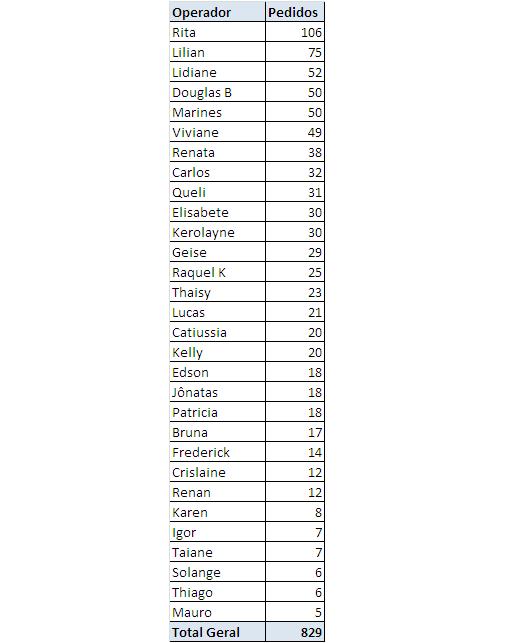 Operador Pedidos
Rita 106
Lilian 75
Lidiane 52
Douglas B 50
Marines 50
Viviane 49
Renata 38
Carlos 32
Queli 31
Elisabete 30
Kerolayne 30
Geise 29
Raquel K 25
Thaisy 23
Lucas 21
Catiussia 20
Kelly 20
Edson 18
Jônatas 18
Patricia 18
Bruna 17
Frederick 14
Crislaine 12
Renan 12
Karen 8
Igor 7
Taiane 7
Solange 6
Thiago 6
Mauro 5
Total Geral 829